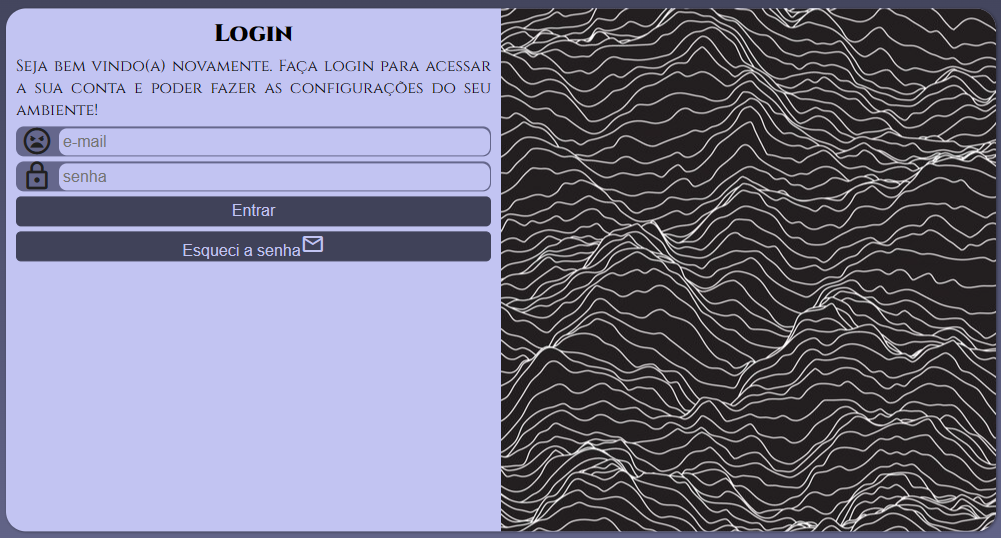 Login
Seja bem vindo(a) novamente. Faça login para acessar
a sua conta e poder fazer as configurações do seu
ambiente!
e-mail
senha
Entrar
Esqueci a senha